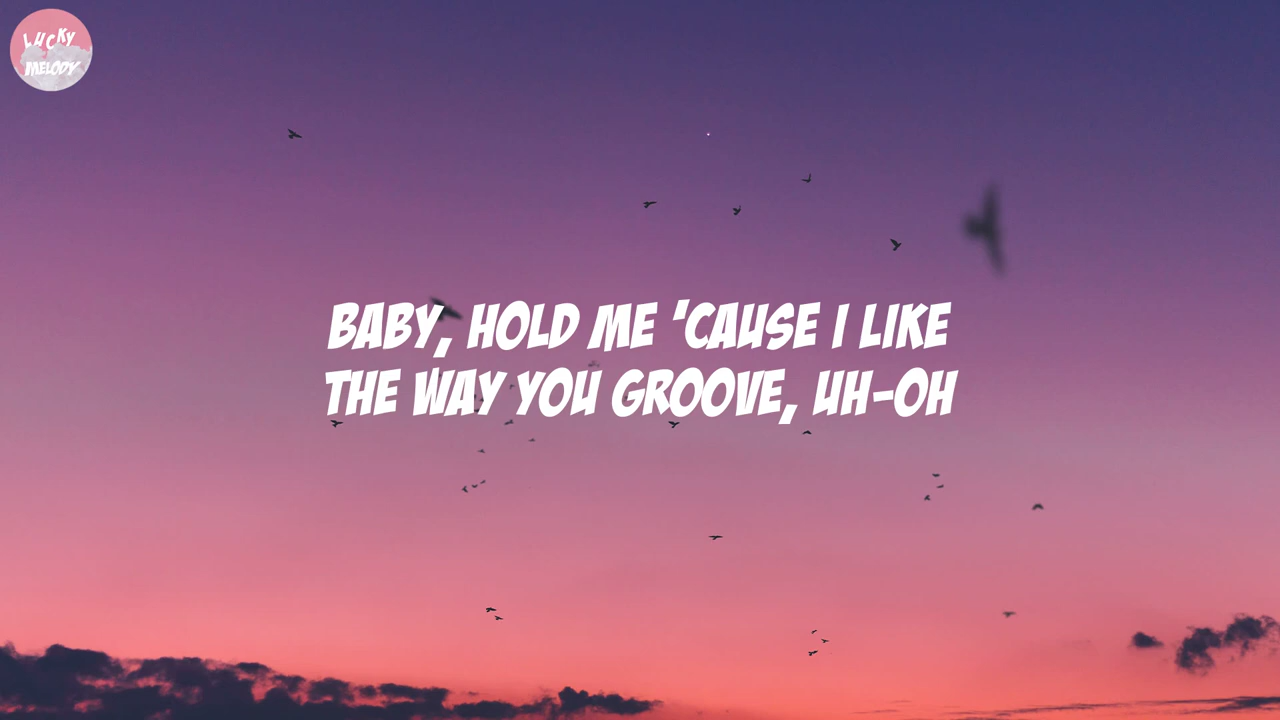 LUCKY
MELODY
BABY, HOLD ME 'CAUSE I LIKE
THE WAY YOU GROOVE, UH-OH